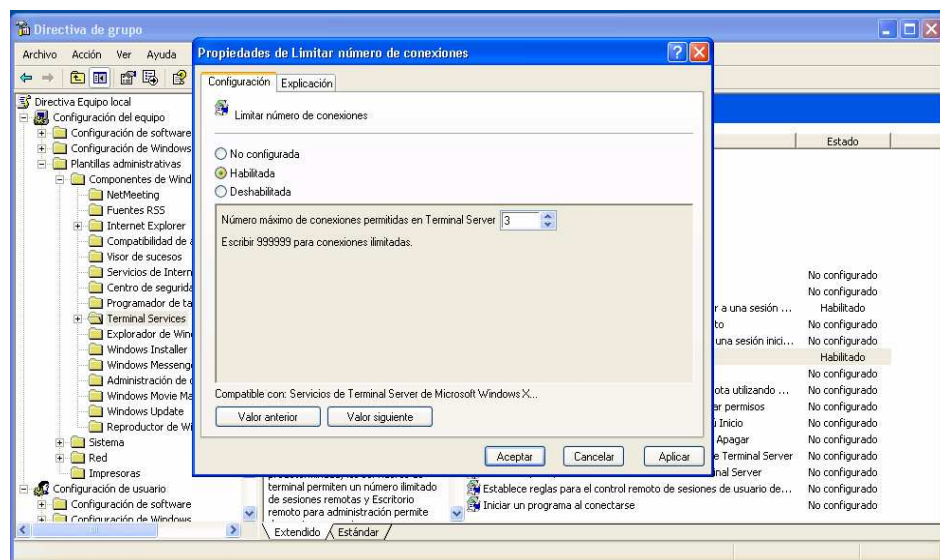 Directiva de grupo
Archivo Acción Ver Ayuda
Propiedades de Limitar número de conexiones
Configuración Explicación
Limitar número de conexiones
No configurada
Habilitada
Deshabilitada
Número máximo de conexiones permitidas en Terminal Server 3
Escribir 999999 para conexiones ilimitadas.
Compatible con: Servicios de Terminal Server de Microsoft Windows X...
Valor anterior Valor siguiente
Aceptar Cancelar Aplicar
Directiva Equipo local
Configuración del equipo
Configuración de software
Configuración de Windows
Plantillas administrativas
Componentes de Wind
NetMeeting
Fuentes RSS
Internet Explorer
Compatibilidad de a
Visor de sucesos
Servicios de Intern
Centro de segurida
Programador de ta
Terminal Services
Explorador de Win
Windows Installer
Windows Messeng
Administración de d
Windows Movie Ma
Windows Update
Reproductor de Wi
Sistema
Red
Impresoras
Configuración de usuario
Configuración de software
Configuración de Windows
Estado
No configurado
No configurado
r a una sesión ... Habilitado
to No configurado
una sesión inici... No configurado
Habilitado
No configurado
ota utilizando ... No configurado
ar permisos No configurado
ú Inicio No configurado
Apagar No configurado
e Terminal Server No configurado
inal Server No configurado
Establece reglas para el control remoto de sesiones de usuario de... No configurado
Iniciar un programa al conectarse No configurado
terminal permiten un número ilimitado
de sesiones remotas y Escritorio
remoto para administración permite
Extendido Estándar